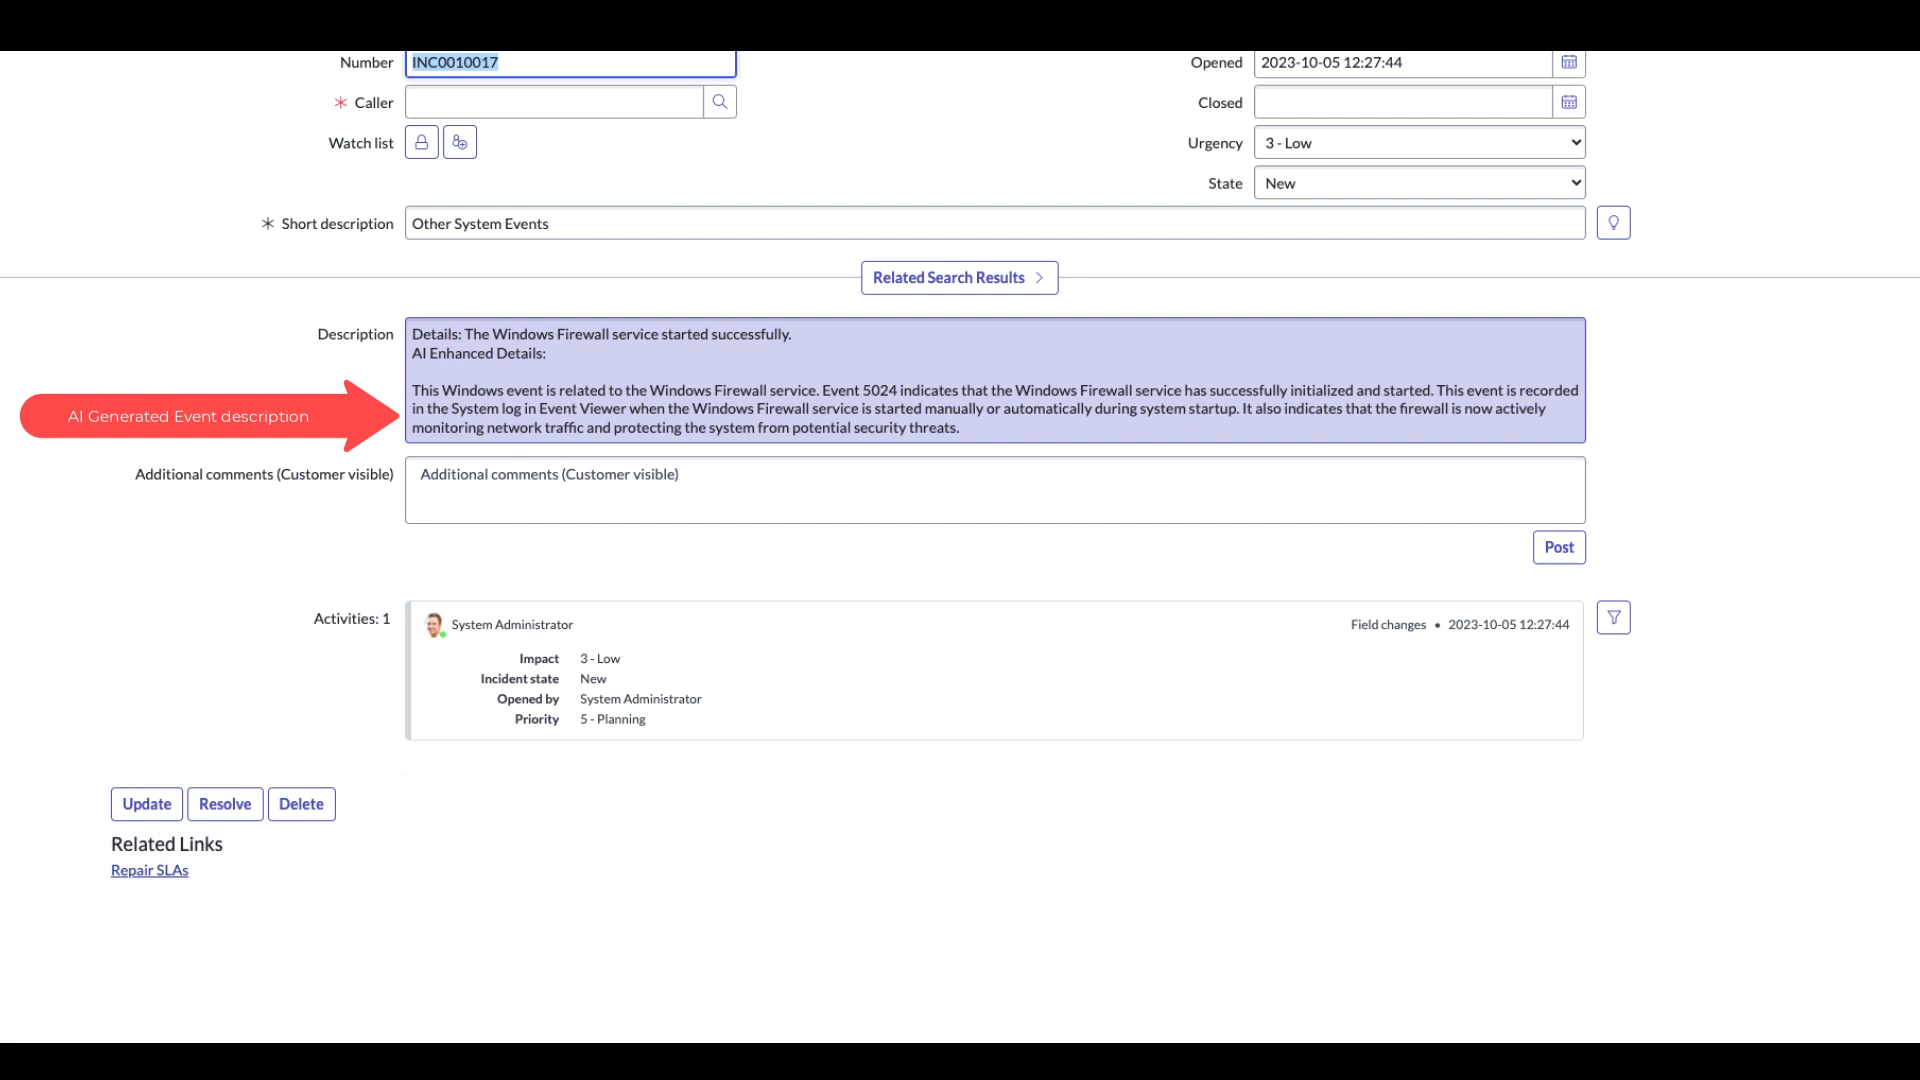 Number INC0010017 Opened 2023-10-05 12:27:44
* Caller Closed
Watch list Urgency 3 - Low
State New
* Short description Other System Events
Related Search Results
Description Details: The Windows Firewall service started successfully.
AI Enhanced Details:
This Windows event is related to the Windows Firewall service. Event 5024 indicates that the Windows Firewall service has successfully initialized and started. This event is recorded
AI Generated Event description in the System log in Event Viewer when the Windows Firewall service is started manually or automatically during system startup. It also indicates that the firewall is now actively
monitoring network traffic and protecting the system from potential security threats.
Additional comments (Customer visible) Additional comments (Customer visible)
Post
Activities: 1 System Administrator Field changes • 2023-10-05 12:27:44
Impact 3 - Low
Incident state New
Opened by System Administrator
Priority 5 - Planning
Update Resolve Delete
Related Links
Repair SLAs